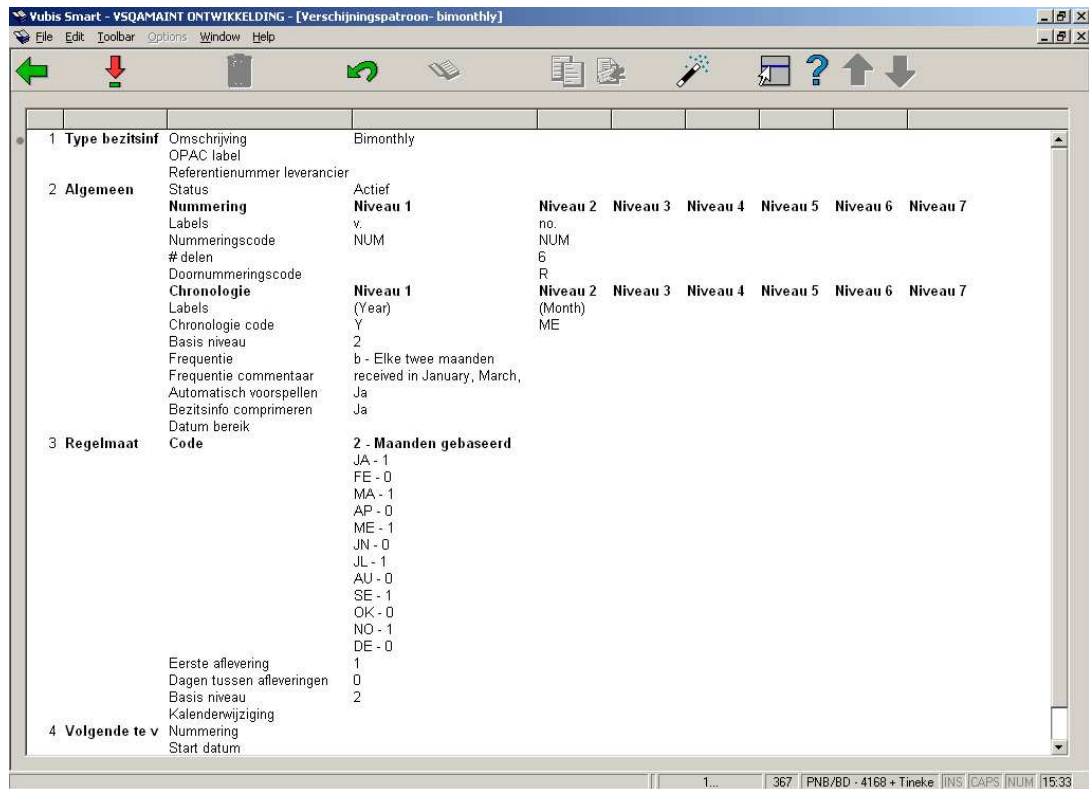 Vubis Smart - VSQAMAINT ONTWIKKELDING - [Verschijningspatroon- bimonthly]
File Edit Toolbar Options Window Help
1 Type bezitsinf Omschrijving Bimonthly
OPAC label
Referentienummer leverancier
2 Algemeen Status Actief
Nummering Niveau 1 Niveau 2 Niveau 3 Niveau 4 Niveau 5 Niveau 6 Niveau 7
Labels v. no.
Nummeringscode NUM NUM
# delen 6
Doornummeringscode R
Chronologie Niveau 1 Niveau 2 Niveau 3 Niveau 4 Niveau 5 Niveau 6 Niveau 7
Labels (Year) (Month)
Chronologie code Y ME
Basis niveau 2
Frequentie b - Elke twee maanden
Frequentie commentaar received in January, March,
Automatisch voorspellen Ja
Bezitsinfo comprimeren Ja
Datum bereik
3 Regelmaat Code 2 - Maanden gebaseerd
JA - 1
FE - 0
MA - 1
AP - 0
ME - 1
JN - 0
JL - 1
AU - 0
SE - 1
OK - 0
NO - 1
DE - 0
Eerste aflevering 1
Dagen tussen afleveringen 0
Basis niveau 2
Kalenderwijziging
4 Volgende te v Nummering
Start datum
1... 367 PNB/BD - 4168 + Tineke INS CAPS NUM 15:33